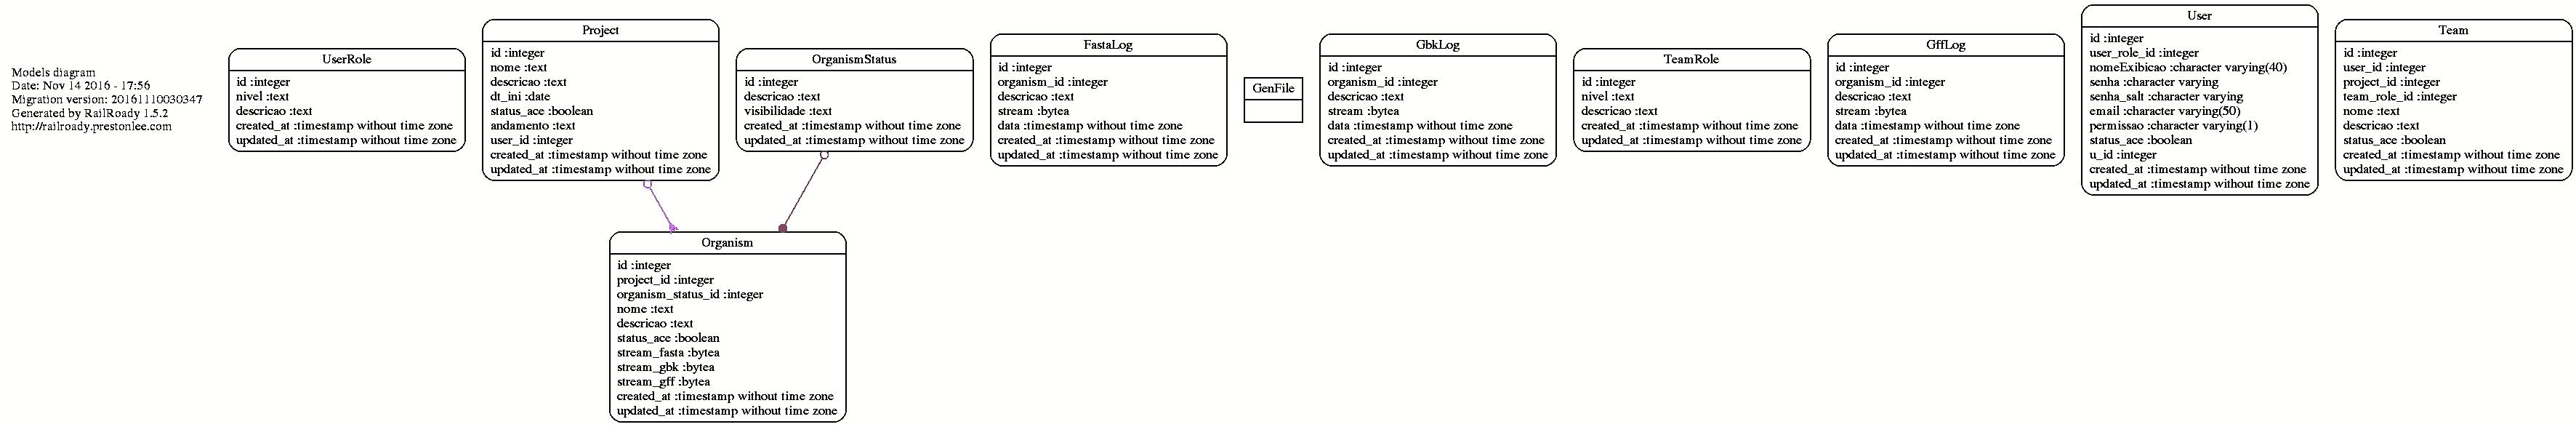 Models diagram
Date: Nov 14 2016 - 17:56
Migration version: 20161110030347
Generated by RailRoady 1.5.2
http://railroady.prestonlee.com
UserRole
id :integer
nivel :text
descricao :text
created_at :timestamp without time zone
updated_at :timestamp without time zone
Project
id :integer
nome :text
descricao :text
dt_ini :date
status_ace :boolean
andamento :text
user_id :integer
created_at :timestamp without time zone
updated_at :timestamp without time zone
OrganismStatus
id :integer
descricao :text
visibilidade :text
created_at :timestamp without time zone
updated_at :timestamp without time zone
FastaLog
id :integer
organism_id :integer
descricao :text
stream :bytea
data :timestamp without time zone
created_at :timestamp without time zone
updated_at :timestamp without time zone
GenFile
GbkLog
id :integer
organism_id :integer
descricao :text
stream :bytea
data :timestamp without time zone
created_at :timestamp without time zone
updated_at :timestamp without time zone
TeamRole
id :integer
nivel :text
descricao :text
created_at :timestamp without time zone
updated_at :timestamp without time zone
GffLog
id :integer
organism_id :integer
descricao :text
stream :bytea
data :timestamp without time zone
created_at :timestamp without time zone
updated_at :timestamp without time zone
User
id :integer
user_role_id :integer
nomeExibicao :character varying(40)
senha :character varying
senha_salt :character varying
email :character varying(50)
permissao :character varying(1)
status_ace :boolean
u_id :integer
created_at :timestamp without time zone
updated_at :timestamp without time zone
Team
id :integer
user_id :integer
project_id :integer
team_role_id :integer
nome :text
descricao :text
status_ace :boolean
created_at :timestamp without time zone
updated_at :timestamp without time zone
Organism
id :integer
project_id :integer
organism_status_id :integer
nome :text
descricao :text
status_ace :boolean
stream_fasta :bytea
stream_gbk :bytea
stream_gff :bytea
created_at :timestamp without time zone
updated_at :timestamp without time zone